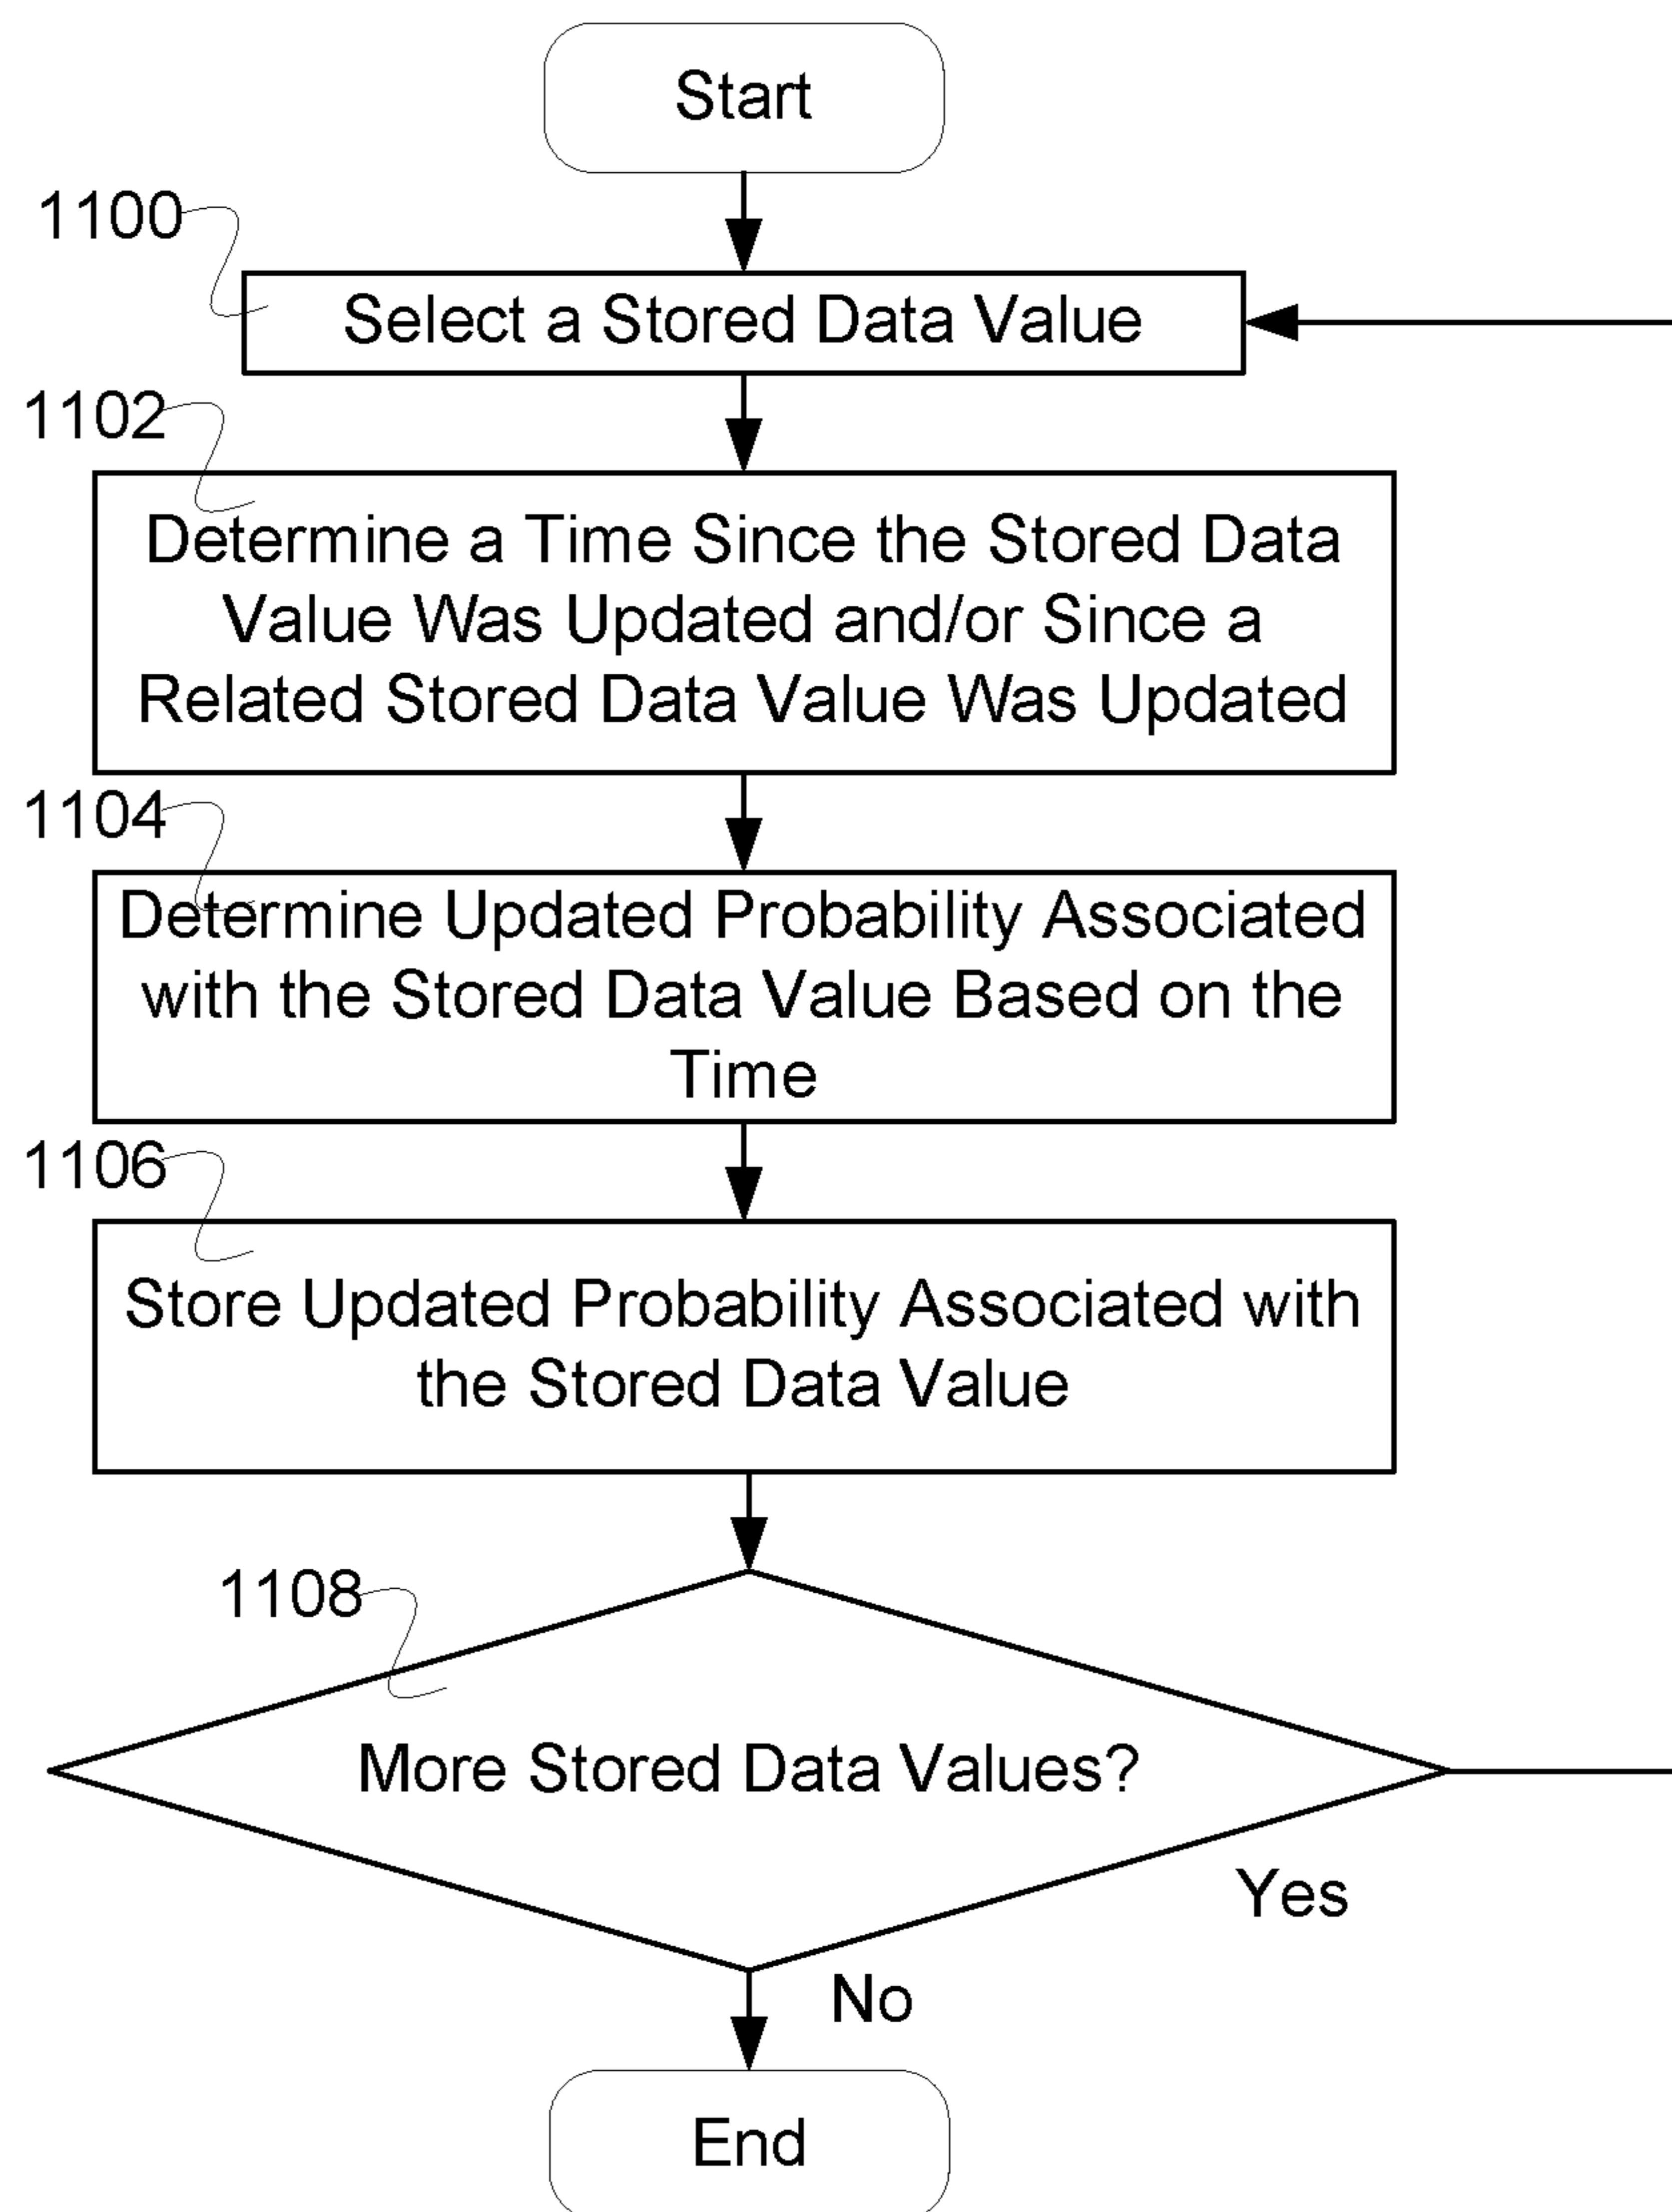 Start
1100
Select a Stored Data Value
1102
Determine a Time Since the Stored Data
Value Was Updated and/or Since a
Related Stored Data Value Was Updated
1104
Determine Updated Probability Associated
with the Stored Data Value Based on the
Time
1106
Store Updated Probability Associated with
the Stored Data Value
1108
More Stored Data Values?
Yes
No
End